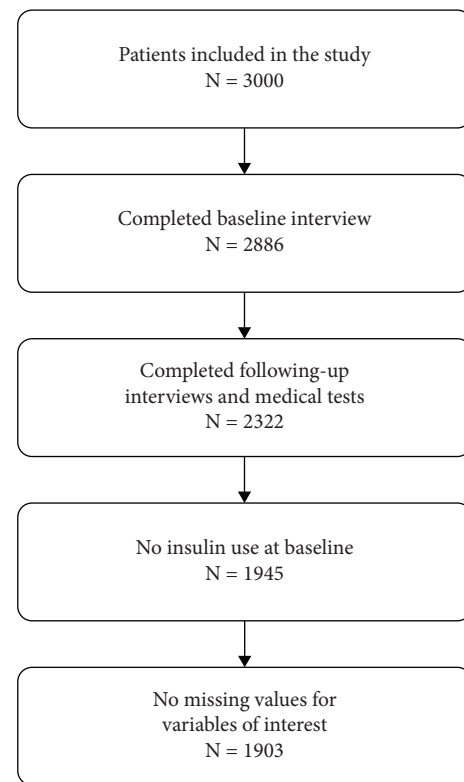 Patients included in the study
N = 3000
Completed baseline interview
N = 2886
Completed following-up
interviews and medical tests
N = 2322
No insulin use at baseline
N = 1945
No missing values for
variables of interest
N = 1903